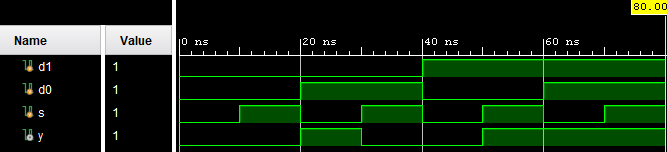 80.00
Name Value
0 ns 20 ns 40 ns 60 ns
d1 1
d0 1
s 1
y 1